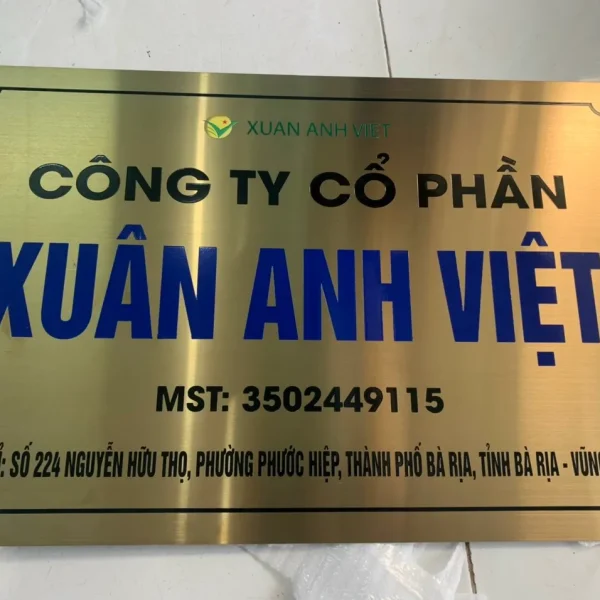 XUAN ANH VIET
CÔNG TY CỔ PHẦN
XUÂN ANH VIỆT
MST: 3502449115
: SỐ 224 NGUYỄN HỮU THỌ, PHƯỜNG PHƯỚC HIỆP, THÀNH PHỐ BÀ RỊA, TỈNH BÀ RỊA - VŨNG